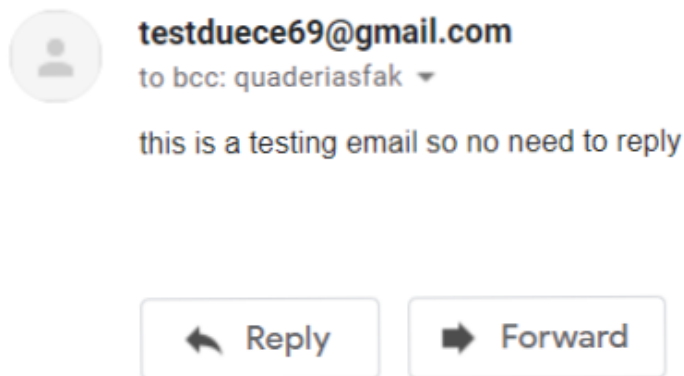 testduece69@gmail.com
to bcc: quaderiasfak
this is a testing email so no need to reply
Reply
Forward